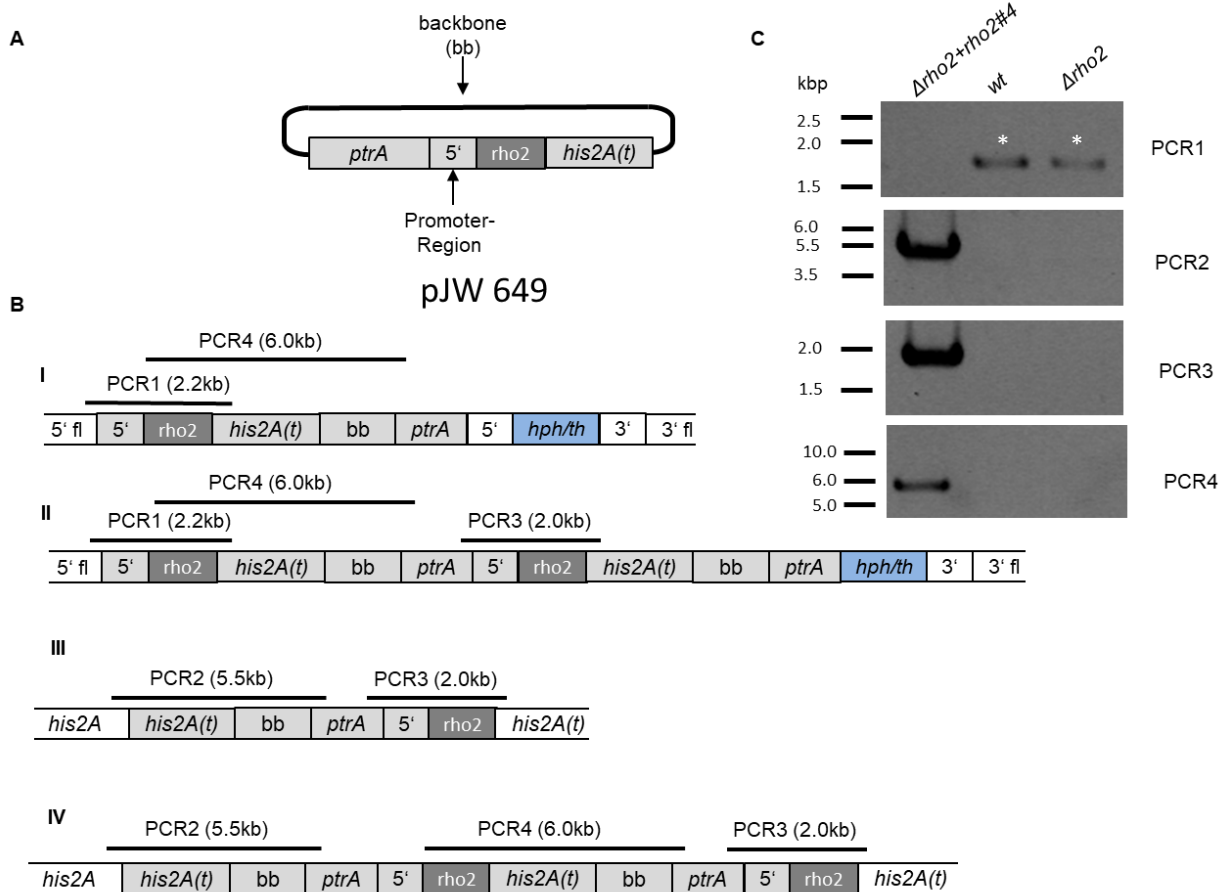 A
backbone
(bb)
ptrA 5‘ rho2 his2A(t)
Promoter-
Region
pJW 649
B
PCR4 (6.0kb)
I
PCR1 (2.2kb)
5‘ fl 5‘ rho2 his2A(t) bb ptrA 5‘ hph/th 3‘ 3‘ fl
PCR4 (6.0kb)
II
PCR1 (2.2kb) PCR3 (2.0kb)
5‘ fl 5‘ rho2 his2A(t) bb ptrA 5‘ rho2 his2A(t) bb ptrA hph/th 3‘ 3‘ fl
III
PCR2 (5.5kb) PCR3 (2.0kb)
his2A his2A(t) bb ptrA 5‘ rho2 his2A(t)
IV
PCR2 (5.5kb) PCR4 (6.0kb) PCR3 (2.0kb)
his2A his2A(t) bb ptrA 5‘ rho2 his2A(t) bb ptrA 5‘ rho2 his2A(t)
C
kbp
Δrho2+rho2#4 wt Δrho2
2.5
2.0
1.5
* *
PCR1
6.0
5.5
3.5
PCR2
2.0
1.5
PCR3
10.0
6.0
5.0
PCR4